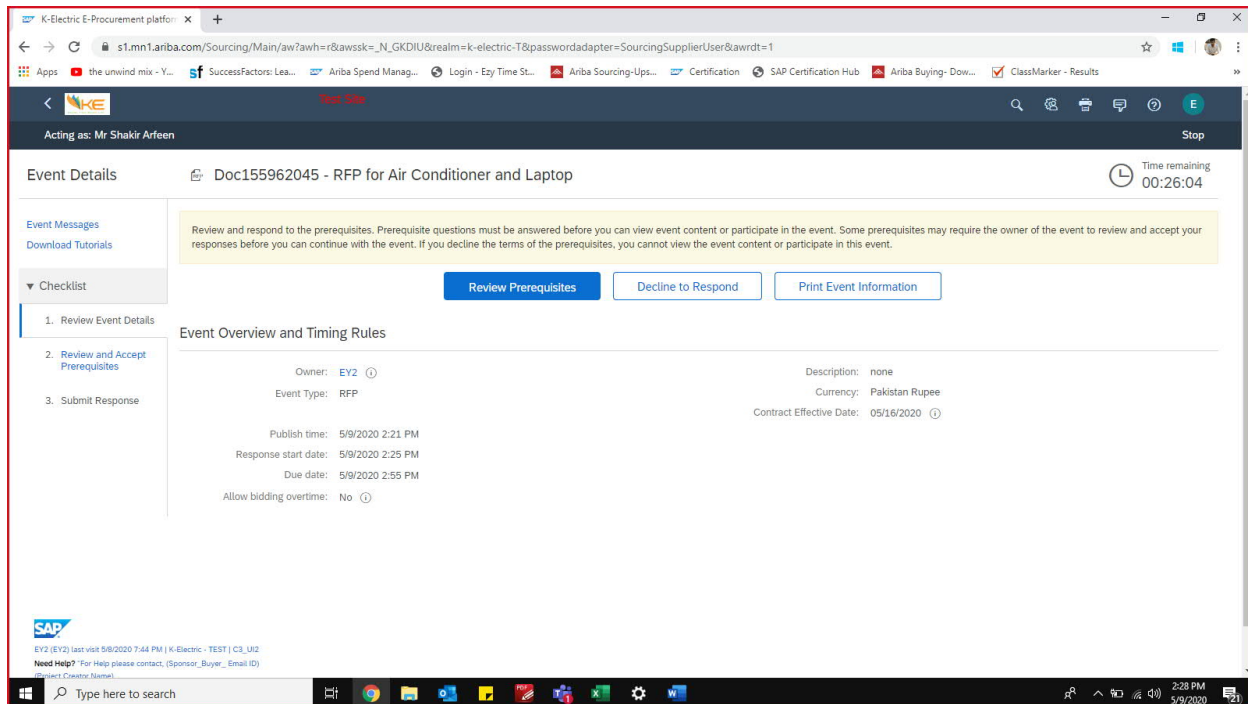 K-Electric E-Procurement platfor
s1.mn1.ariba.com/Sourcing/Main/aw?awh=r&awssk=_N_GKDIU&realm=k-electric-T&passwordadapter=SourcingSupplierUser&awrdt=1
Apps the unwind mix - Y... SuccessFactors: Lea... Ariba Spend Manag... Login - Ezy Time St... Ariba Sourcing-Ups... Certification SAP Certification Hub Ariba Buying- Dow... ClassMarker - Results »
KE Test Site E
Acting as: Mr Shakir Arfeen Stop
Event Details Doc155962045 - RFP for Air Conditioner and Laptop
Time remaining
00:26:04
Event Messages
Download Tutorials
Review and respond to the prerequisites. Prerequisite questions must be answered before you can view event content or participate in the event. Some prerequisites may require the owner of the event to review and accept your
responses before you can continue with the event. If you decline the terms of the prerequisites, you cannot view the event content or participate in this event.
▼ Checklist
Review Prerequisites Decline to Respond Print Event Information
1. Review Event Details
2. Review and Accept
Prerequisites
3. Submit Response
Event Overview and Timing Rules
Owner: EY2
Event Type: RFP
Publish time: 5/9/2020 2:21 PM
Response start date: 5/9/2020 2:25 PM
Due date: 5/9/2020 2:55 PM
Allow bidding overtime: No
Description: none
Currency: Pakistan Rupee
Contract Effective Date: 05/16/2020
SAP
EY2 (EY2) last visit 5/8/2020 7:44 PM | K-Electric - TEST | C3_UI2
Need Help? "For Help please contact, (Sponsor_Buyer_ Email ID)
(Project Creator Name)
Type here to search
2:28 PM
5/9/2020
21